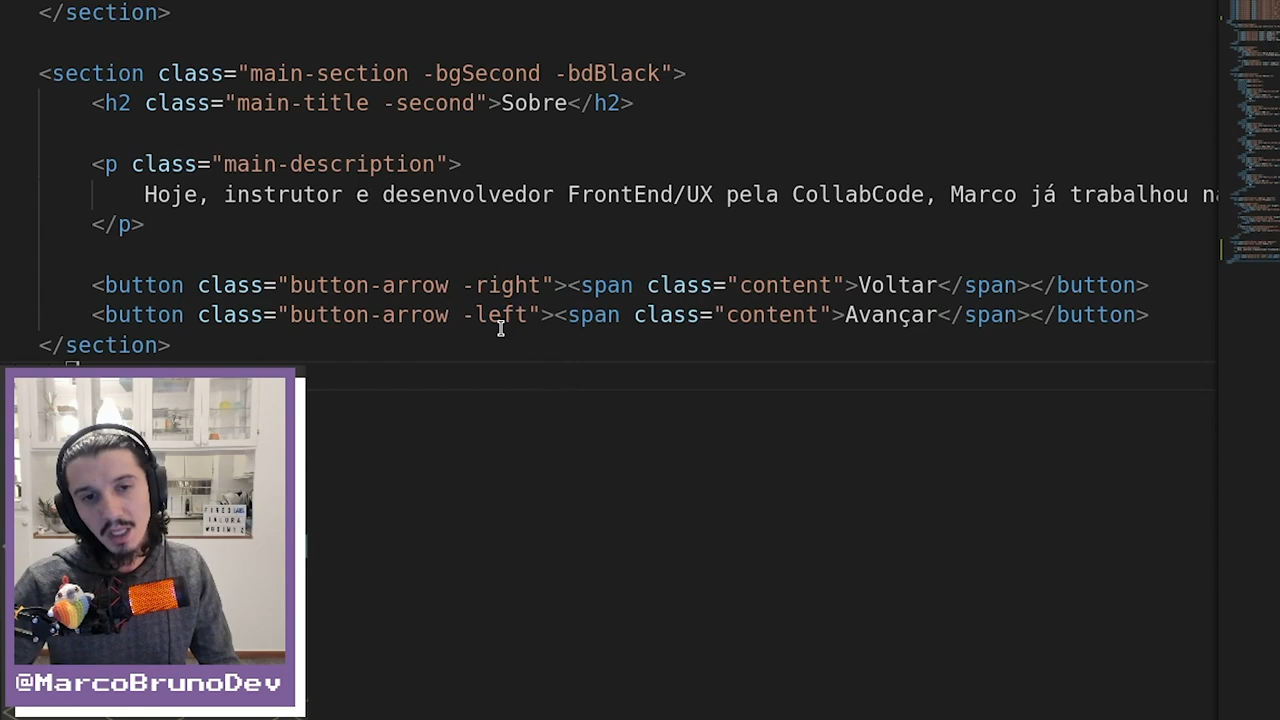 </section>
<section class="main-section -bgSecond -bdBlack">
<h2 class="main-title -second">Sobre</h2>
<p class="main-description">
Hoje, instrutor e desenvolvedor FrontEnd/UX pela CollabCode, Marco já trabalhou
</p>
<button class="button-arrow -right"><span class="content">Voltar</span></button>
<button class="button-arrow -left"><span class="content">Avançar</span></button>
</section>
@MarcoBrunoDev